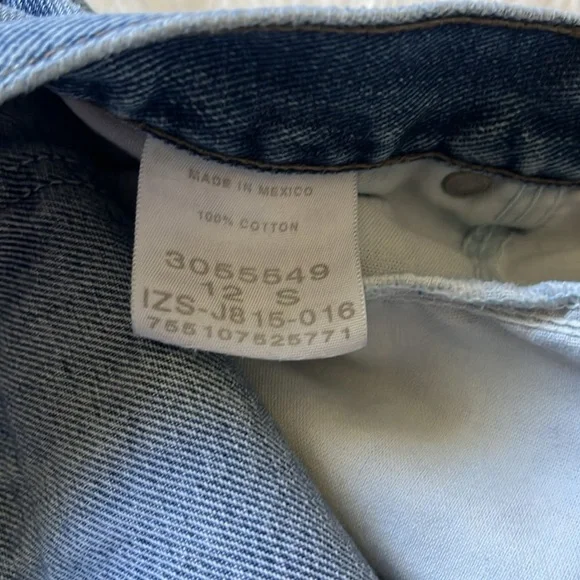 MADE IN MEXICO
100% COTTON
3055549
12 S
IZS-J815-016
755107525771